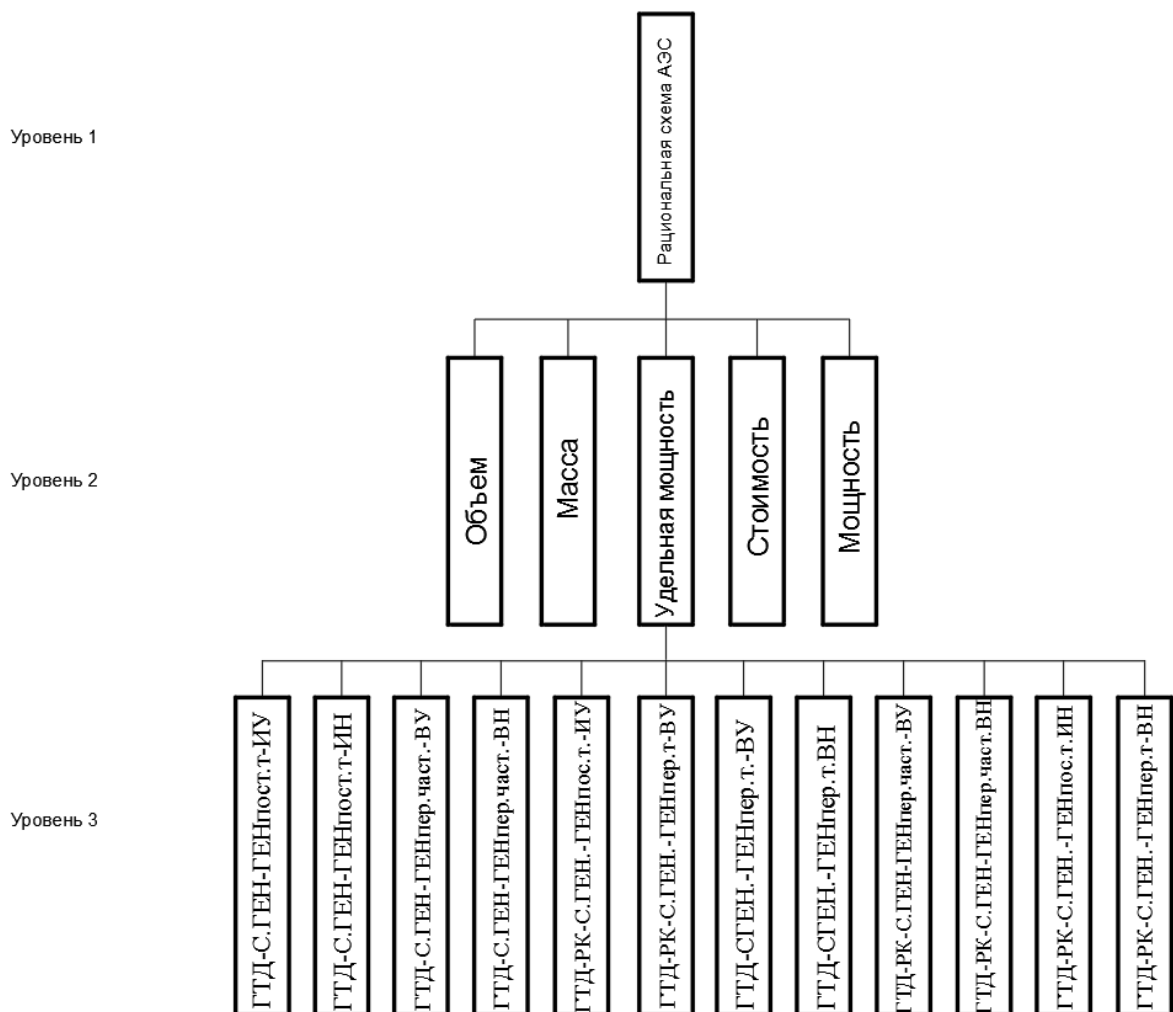 Уровень 1
Рациональная схема АЭС
Уровень 2
Объем
Масса
Удельная мощность
Стоимость
Мощность
Уровень 3
ГТД-С.ГЕН-ГЕНпост.т-ИУ
ГТД-С.ГЕН-ГЕНпост.т-ИН
ГТД-С.ГЕН-ГЕНпер.част.-ВУ
ГТД-С.ГЕН-ГЕНпер.част.-ВН
ГТД-РК-С.ГЕН.-ГЕНпос.т.-ИУ
ГТД-РК-С.ГЕН.-ГЕНпер.т-ВУ
ГТД-СГЕН.-ГЕНпер.т.-ВУ
ГТД-СГЕН.-ГЕНпер.т.ВН
ГТД-РК-С.ГЕН-ГЕНпер.част.-ВУ
ГТД-РК-С.ГЕН-ГЕНпер.част.ВН
ГТД-РК-С.ГЕН.-ГЕНпос.т.ИН
ГТД-РК-С.ГЕН.-ГЕНпер.т-ВН